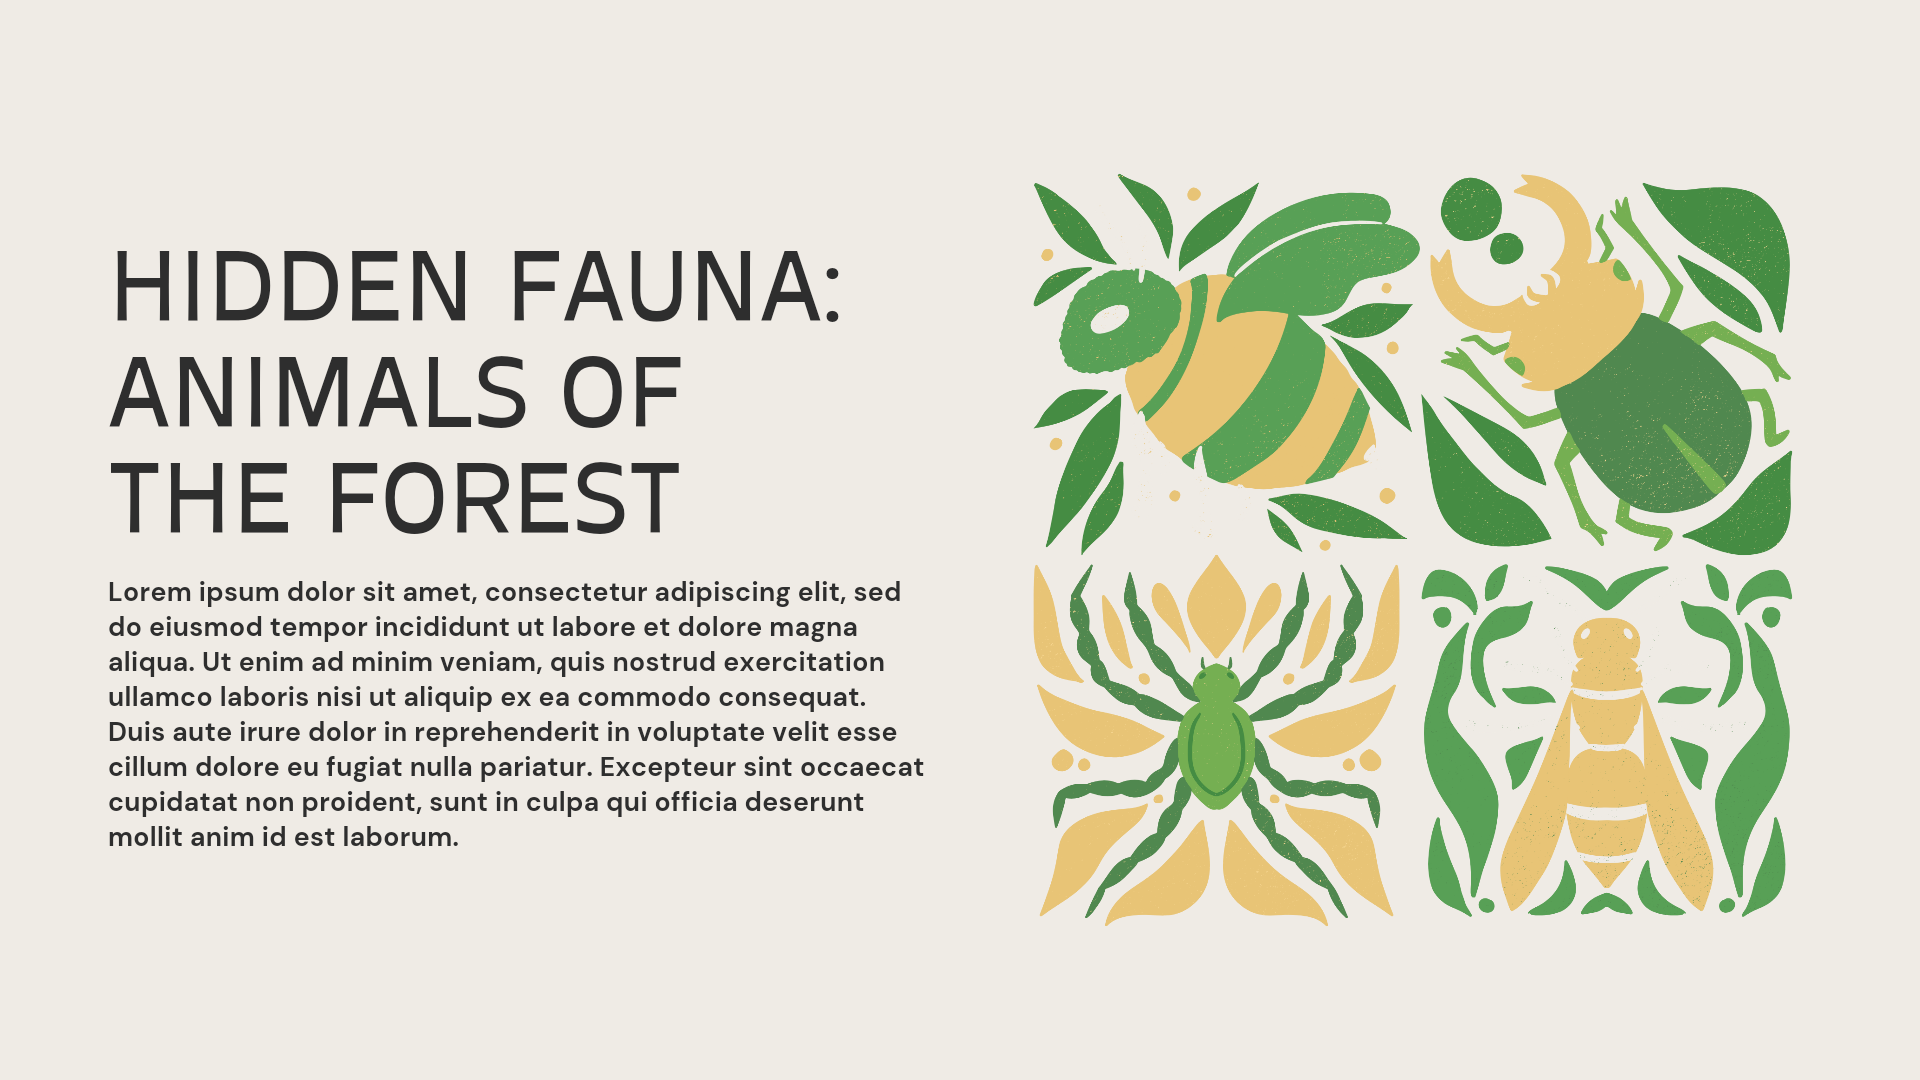 HIDDEN FAUNA:
ANIMALS OF
THE FOREST
Lorem ipsum dolor sit amet, consectetur adipiscing elit, sed
do eiusmod tempor incididunt ut labore et dolore magna
aliqua. Ut enim ad minim veniam, quis nostrud exercitation
ullamco laboris nisi ut aliquip ex ea commodo consequat.
Duis aute irure dolor in reprehenderit in voluptate velit esse
cillum dolore eu fugiat nulla pariatur. Excepteur sint occaecat
cupidatat non proident, sunt in culpa qui officia deserunt
mollit anim id est laborum.